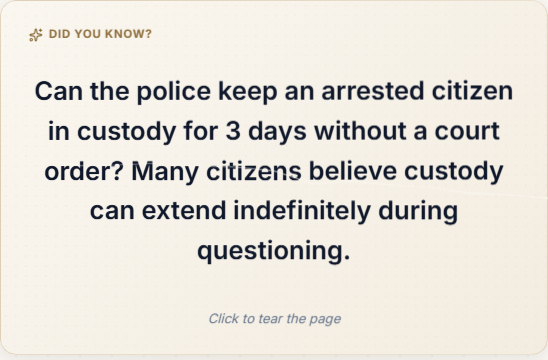 DID YOU KNOW?
Can the police keep an arrested citizen
in custody for 3 days without a court
order? Many citizens believe custody
can extend indefinitely during
questioning.
Click to tear the page